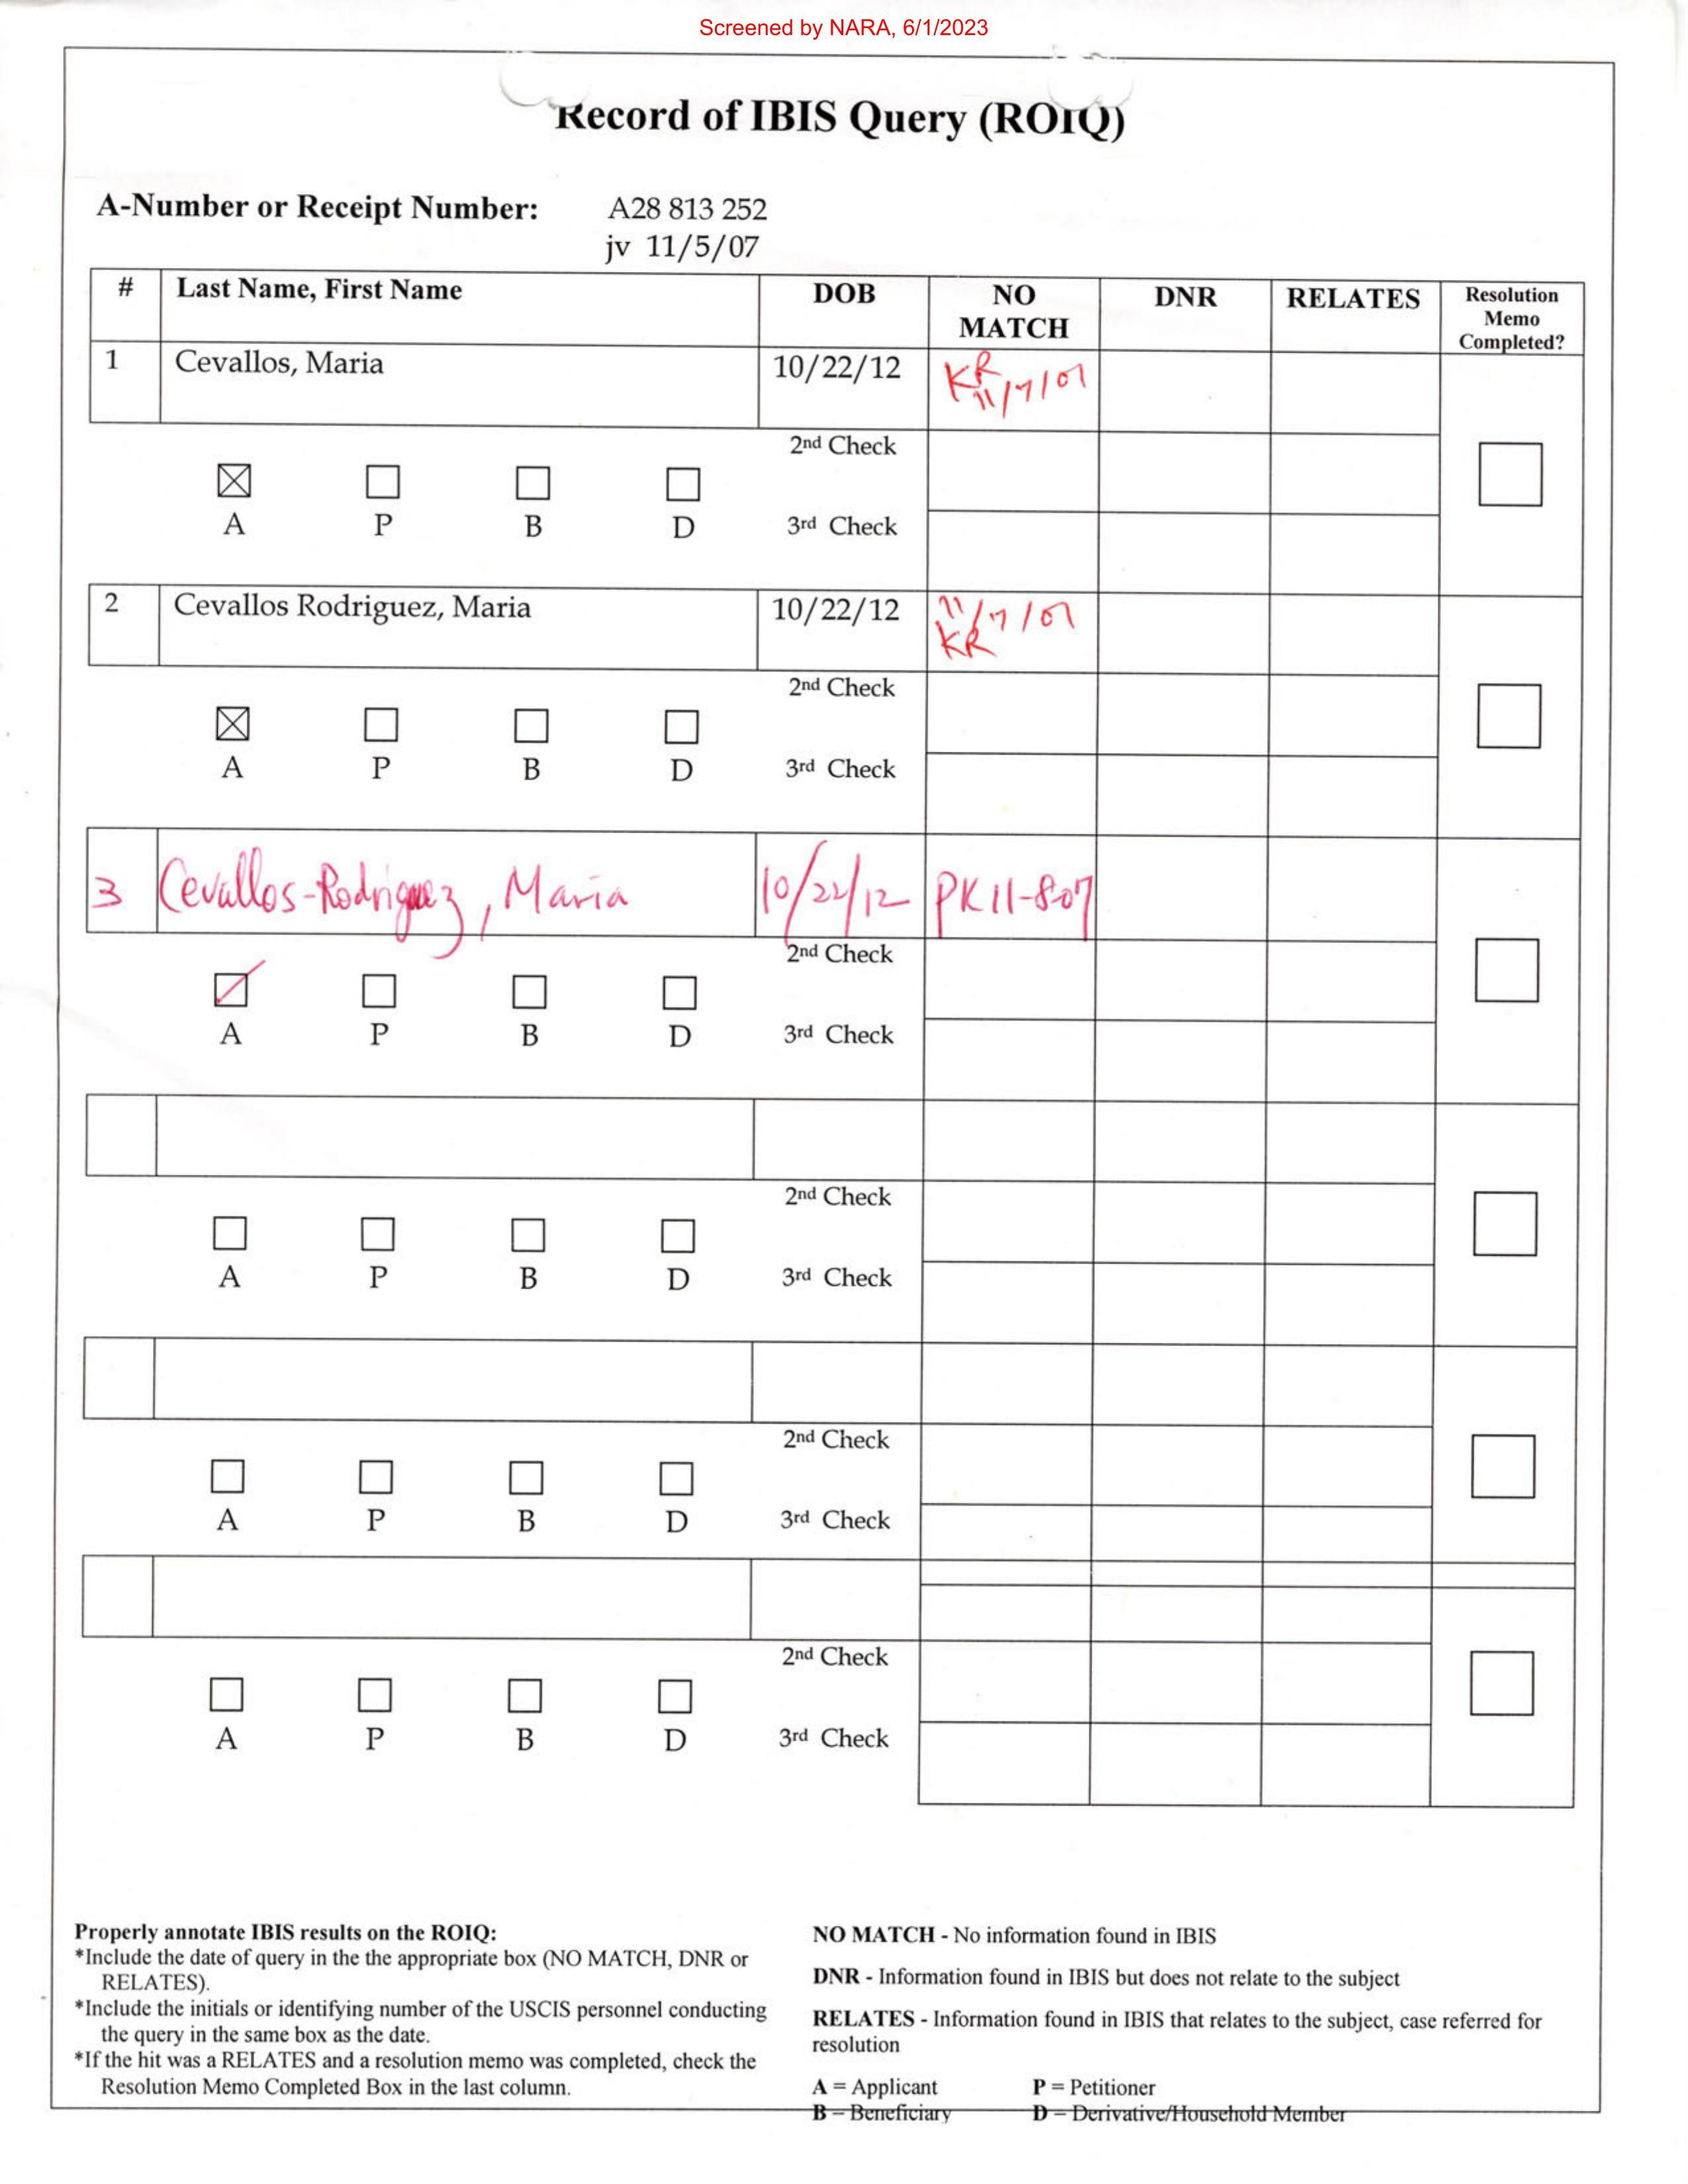 Screened by NARA, 6/1/2023
Record of IBIS Query (ROIQ)
A-Number or Receipt Number: A28 813 252
jv 11/5/07
# Last Name, First Name DOB NO MATCH DNR RELATES Resolution Memo Completed?
1 Cevallos, Maria 10/22/12 KR 11/7/07
2nd Check
A P B D 3rd Check
2 Cevallos Rodriguez, Maria 10/22/12 11/7/07 KR
2nd Check
A P B D 3rd Check
3 Cevallos-Rodriguez, Maria 10/22/12 PK 11-8-07
2nd Check
A P B D 3rd Check
2nd Check
A P B D 3rd Check
2nd Check
A P B D 3rd Check
2nd Check
A P B D 3rd Check
Properly annotate IBIS results on the ROIQ:
*Include the date of query in the the appropriate box (NO MATCH, DNR or
RELATES).
*Include the initials or identifying number of the USCIS personnel conducting
the query in the same box as the date.
*If the hit was a RELATES and a resolution memo was completed, check the
Resolution Memo Completed Box in the last column.
NO MATCH - No information found in IBIS
DNR - Information found in IBIS but does not relate to the subject
RELATES - Information found in IBIS that relates to the subject, case referred for
resolution
A = Applicant P = Petitioner
B = Beneficiary D = Derivative/Household Member